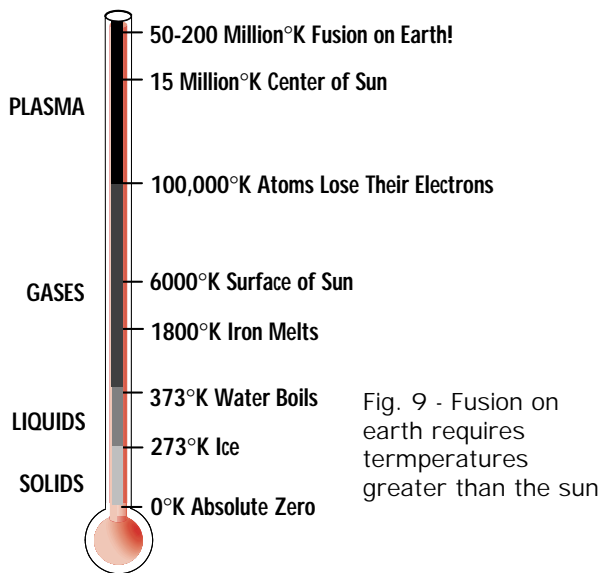 50-200 Million°K Fusion on Earth!
15 Million°K Center of Sun
PLASMA
100,000°K Atoms Lose Their Electrons
6000°K Surface of Sun
GASES
1800°K Iron Melts
373°K Water Boils
LIQUIDS
273°K Ice
SOLIDS
0°K Absolute Zero
Fig. 9 - Fusion on
earth requires
termperatures
greater than the sun